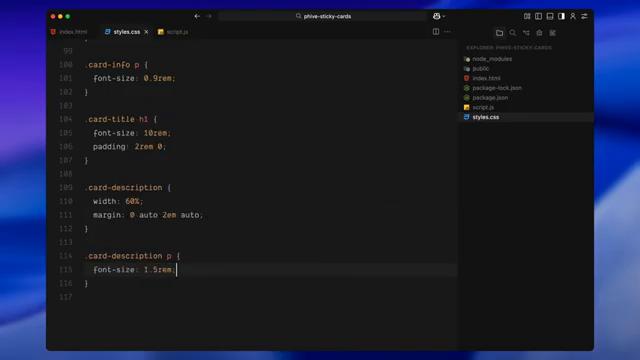 phive-sticky-cards
index.html
styles.css
script.js
EXPLORER: PHIVE-STICKY-CARDS
node_modules
public
index.html
package-lock.json
package.json
script.js
styles.css
99
100 .card-info p {
101 font-size: 0.9rem;
102 }
103
104 .card-title h1 {
105 font-size: 10rem;
106 padding: 2rem 0;
107 }
108
109 .card-description {
110 width: 60%;
111 margin: 0 auto 2em auto;
112 }
113
114 .card-description p {
115 font-size: 1.5rem;
116 }
117